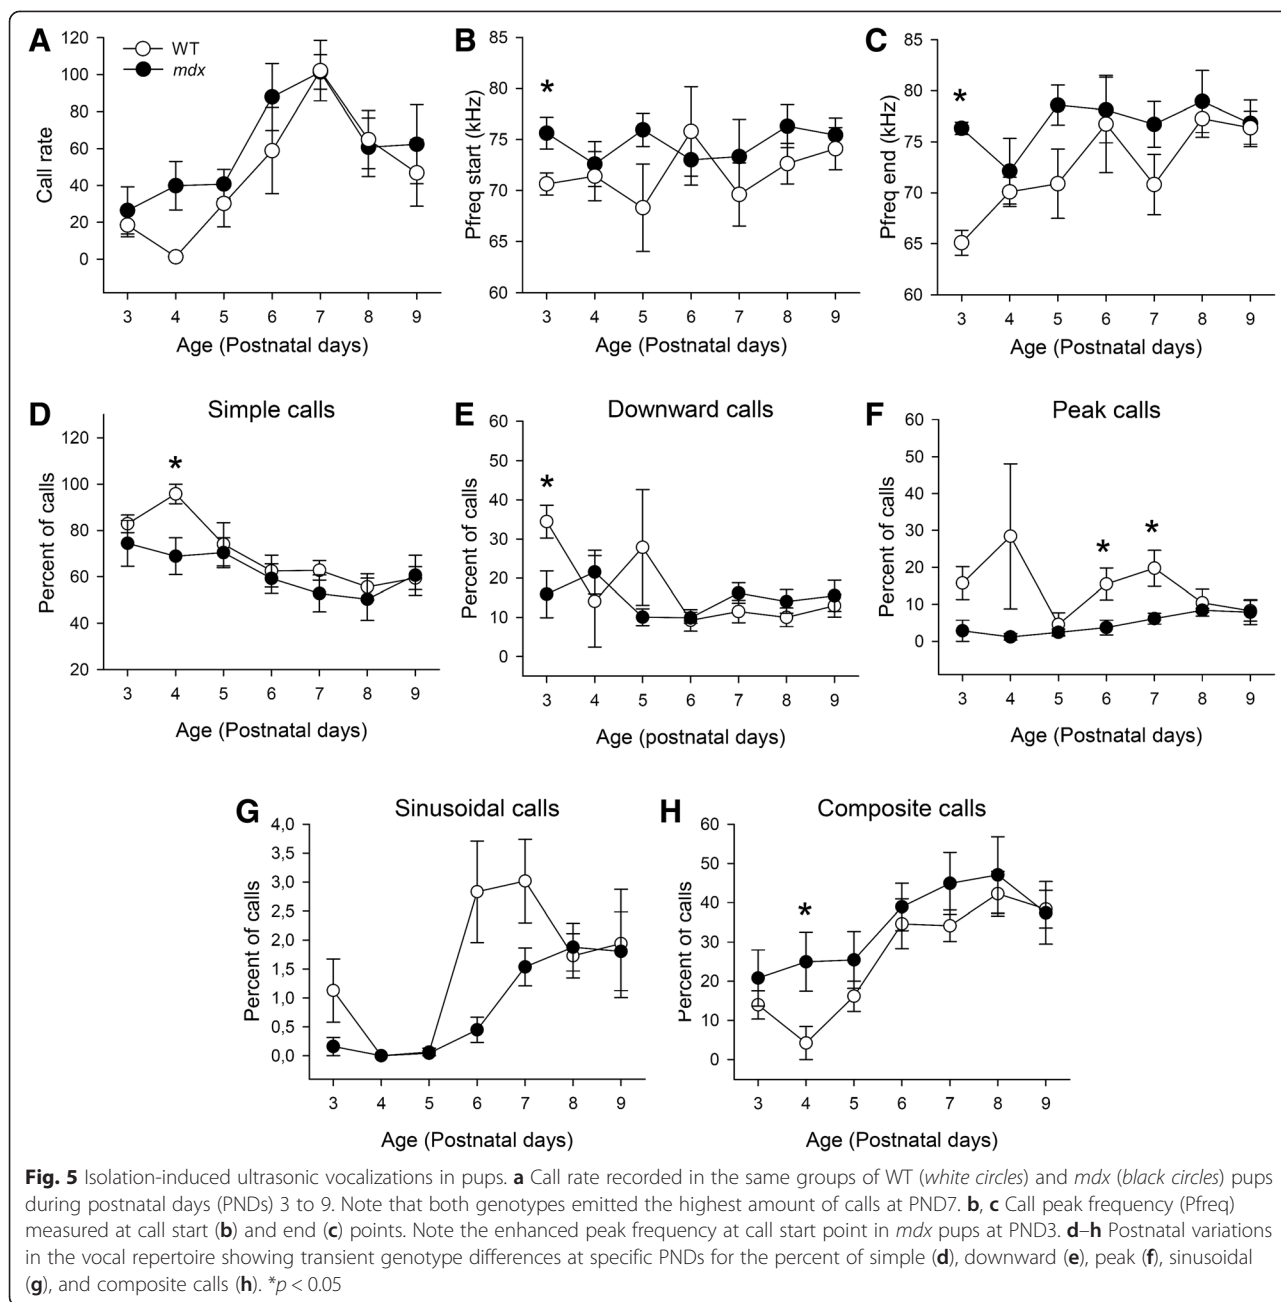 A
WT
mdx
120
100
80
60
40
20
0
Call rate
3 4 5 6 7 8 9
Age (Postnatal days)
B
85
80
75
70
65
60
Pfreq start (kHz)
*
3 4 5 6 7 8 9
Age (Postnatal days)
C
85
80
75
70
65
60
Pfreq end (kHz)
*
3 4 5 6 7 8 9
Age (Postnatal days)
D
Simple calls
120
100
80
60
40
20
Percent of calls
*
3 4 5 6 7 8 9
Age (Postnatal days)
E
Downward calls
60
50
40
30
20
10
0
Percent of calls
*
3 4 5 6 7 8 9
Age (postnatal days)
F
Peak calls
60
50
40
30
20
10
0
Percent of calls
* *
3 4 5 6 7 8 9
Age (Postnatal days)
G
Sinusoidal calls
4,0
3,5
3,0
2,5
2,0
1,5
1,0
0,5
0,0
Percent of calls
3 4 5 6 7 8 9
Age (Postnatal days)
H
Composite calls
60
50
40
30
20
10
0
Percent of calls
*
3 4 5 6 7 8 9
Age (Postnatal days)
Fig. 5 Isolation-induced ultrasonic vocalizations in pups. a Call rate recorded in the same groups of WT (white circles) and mdx (black circles) pups
during postnatal days (PNDs) 3 to 9. Note that both genotypes emitted the highest amount of calls at PND7. b, c Call peak frequency (Pfreq)
measured at call start (b) and end (c) points. Note the enhanced peak frequency at call start point in mdx pups at PND3. d–h Postnatal variations
in the vocal repertoire showing transient genotype differences at specific PNDs for the percent of simple (d), downward (e), peak (f), sinusoidal
(g), and composite calls (h). *p < 0.05